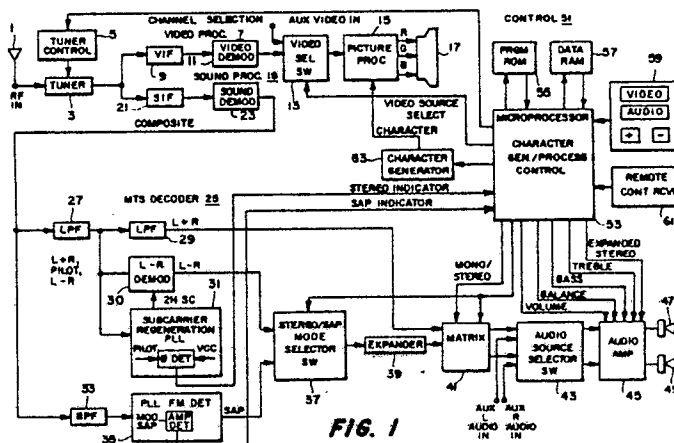 CHANNEL SELECTION
AUX VIDEO IN
15
CONTROL 51
1
5
VIDEO PROC. 7
R
G
B
17
TUNER CONTROL
VIF
VIDEO DEMOD
VIDEO SEL SW
PICTURE PROC
PRGM ROM
DATA RAM
57
59
9
11
SOUND PROC. 19
13
55
VIDEO
AUDIO
+ -
TUNER
RF IN
3
21
SIF
SOUND DEMOD
23
VIDEO SOURCE SELECT
MICROPROCESSOR
COMPOSITE
CHARACTER
CHARACTER GEN./PROCESS CONTROL
63
CHARACTER GENERATOR
REMOTE CONT RCVR
61
MTS DECODER 25
STEREO INDICATOR
SAP INDICATOR
53
27
LPF
LPF
L+R
29
EXPANDED STEREO
TREBLE
BASS
BALANCE
VOLUME
MONO/STEREO
L+R,
PILOT,
L-R
L-R DEMOD
L-R
30
2H SC
31
SUBCARRIER REGENERATION PLL
PILOT
VCC
DET
STEREO/SAP MODE SELECTOR SW
37
EXPANDER
39
MATRIX
41
AUDIO SOURCE SELECTOR SW
43
AUDIO AMP
45
47
33
BPF
PLL FM DET
MOD SAP
AMP DET
SAP
AUX L AUDIO IN
AUX R AUDIO IN
FIG. 1